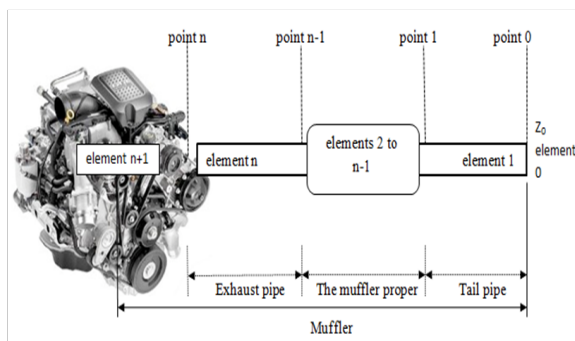 point n point n-1 point 1 point 0
Z0
element n+1 element n elements 2 to n-1 element 1 element 0
Exhaust pipe The muffler proper Tail pipe
Muffler